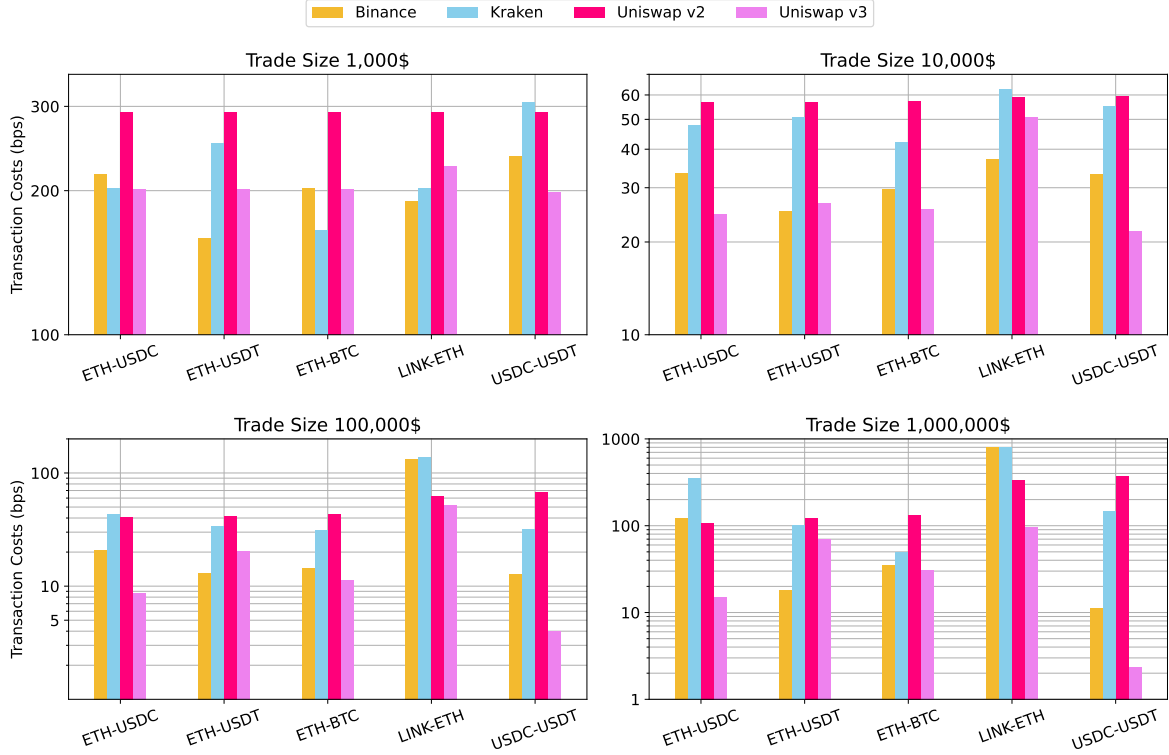 Binance Kraken Uniswap v2 Uniswap v3
Trade Size 1,000$
Transaction Costs (bps)
300
200
100
ETH-USDC ETH-USDT ETH-BTC LINK-ETH USDC-USDT
Trade Size 10,000$
60
50
40
30
20
10
ETH-USDC ETH-USDT ETH-BTC LINK-ETH USDC-USDT
Trade Size 100,000$
Transaction Costs (bps)
100
10
5
ETH-USDC ETH-USDT ETH-BTC LINK-ETH USDC-USDT
Trade Size 1,000,000$
1000
100
10
1
ETH-USDC ETH-USDT ETH-BTC LINK-ETH USDC-USDT